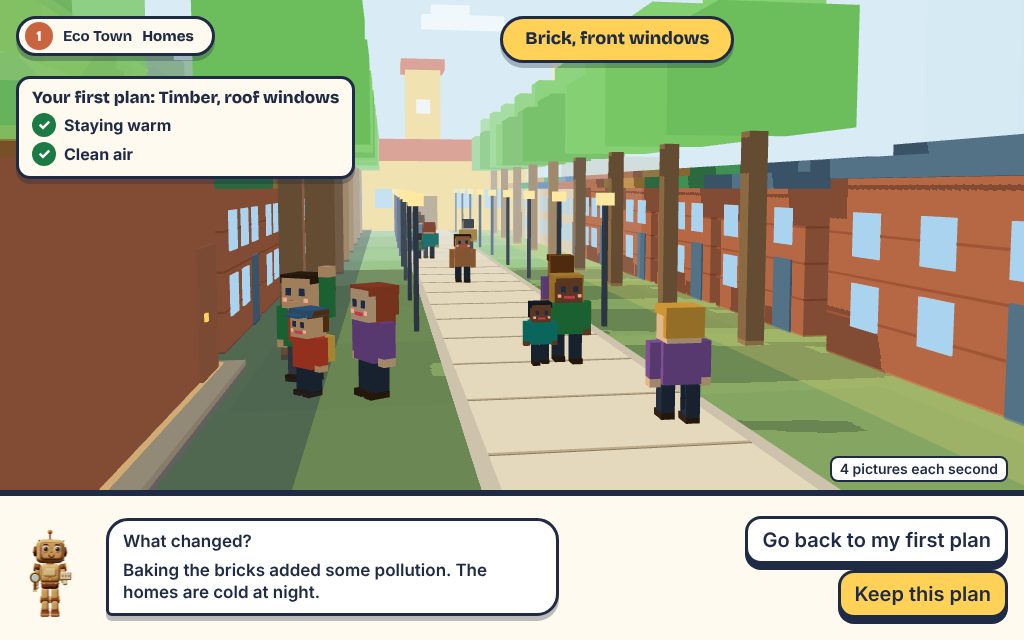 1 Eco Town Homes
Brick, front windows
Your first plan: Timber, roof windows
Staying warm
Clean air
4 pictures each second
What changed?
Baking the bricks added some pollution. The
homes are cold at night.
Go back to my first plan
Keep this plan